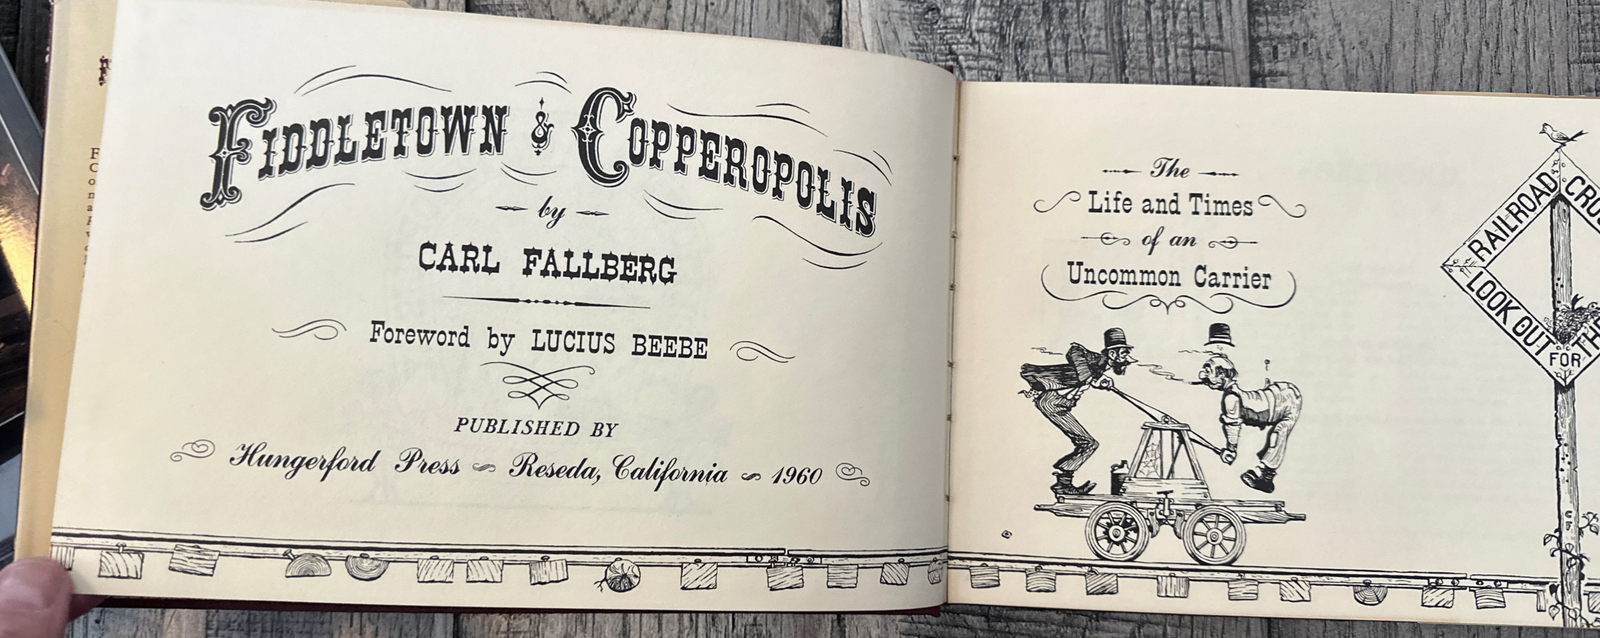 FIDDLETOWN & COPPEROPOLIS
by
CARL FALLBERG
Foreword by LUCIUS BEEBE
PUBLISHED BY
Hungerford Press ~ Reseda, California ~ 1960
The
Life and Times
of an
Uncommon Carrier
RAILROAD
LOOK OUT
FOR